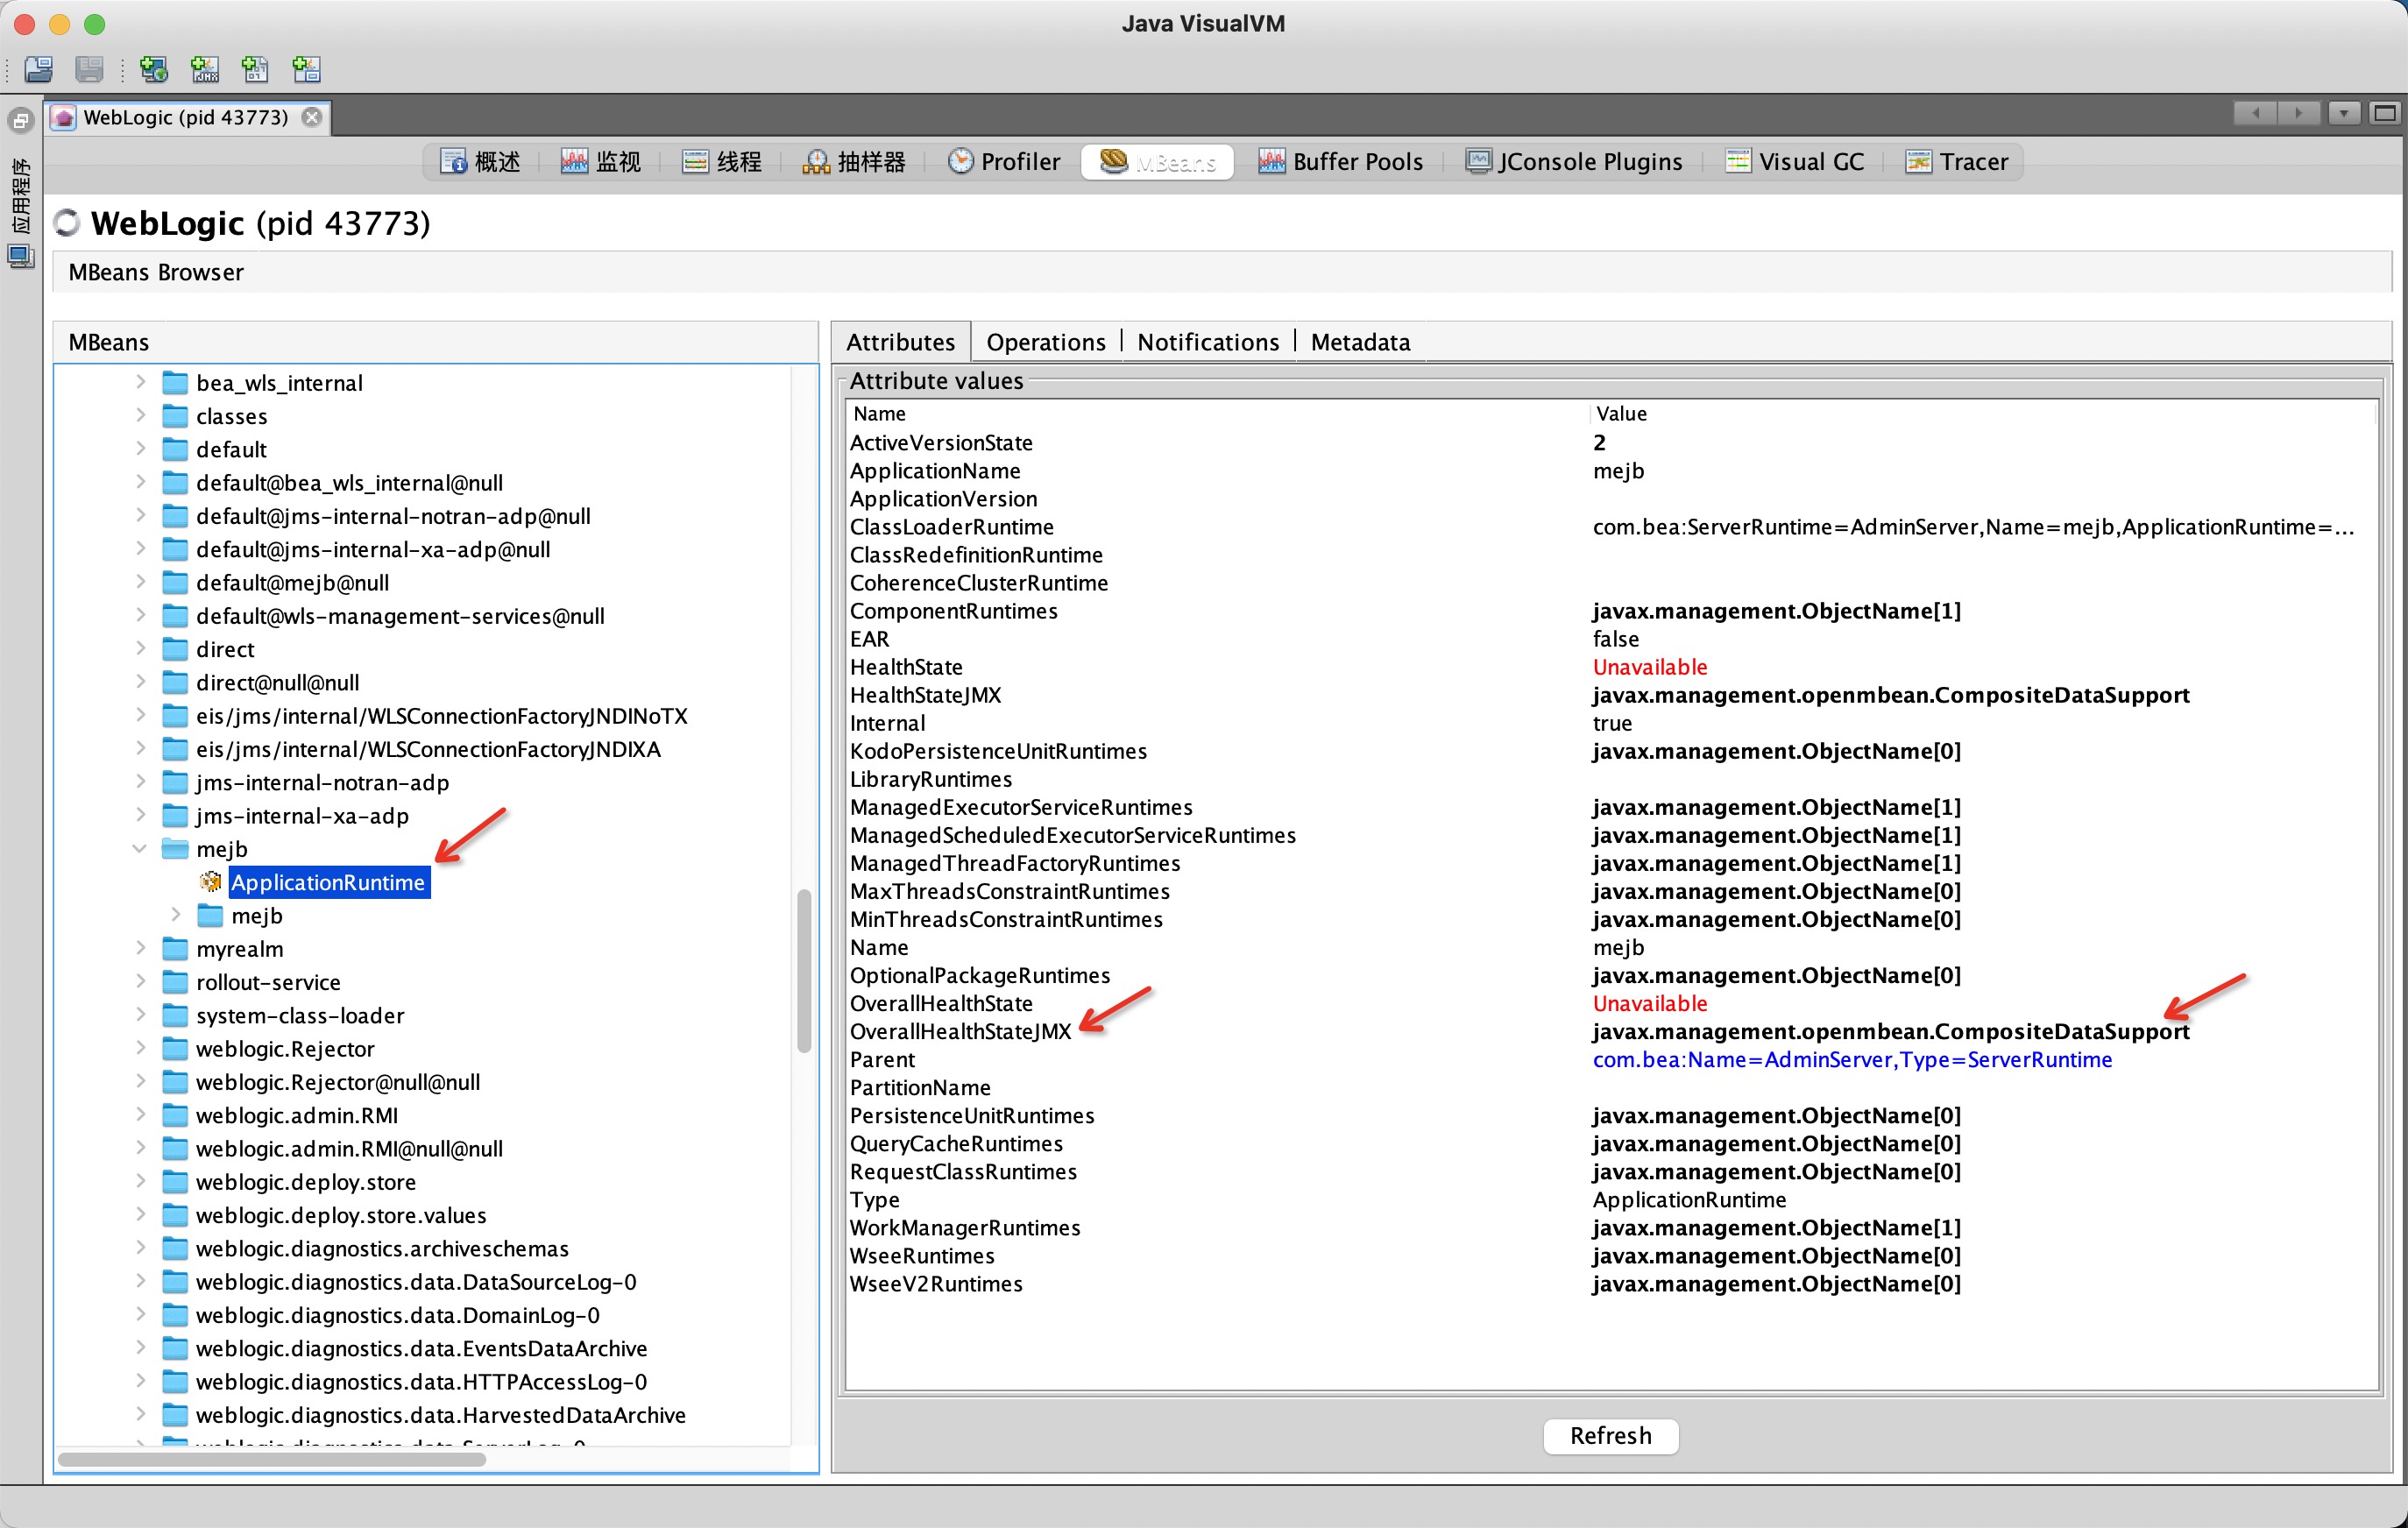 Java VisualVM
WebLogic (pid 43773)
应用程序
概述
监视
线程
抽样器
Profiler
MBeans
Buffer Pools
JConsole Plugins
Visual GC
Tracer
WebLogic (pid 43773)
MBeans Browser
MBeans
bea_wls_internal
classes
default
default@bea_wls_internal@null
default@jms-internal-notran-adp@null
default@jms-internal-xa-adp@null
default@mejb@null
default@wls-management-services@null
direct
direct@null@null
eis/jms/internal/WLSConnectionFactoryJNDINoTX
eis/jms/internal/WLSConnectionFactoryJNDIXA
jms-internal-notran-adp
jms-internal-xa-adp
mejb
ApplicationRuntime
mejb
myrealm
rollout-service
system-class-loader
weblogic.Rejector
weblogic.Rejector@null@null
weblogic.admin.RMI
weblogic.admin.RMI@null@null
weblogic.deploy.store
weblogic.deploy.store.values
weblogic.diagnostics.archiveschemas
weblogic.diagnostics.data.DataSourceLog-0
weblogic.diagnostics.data.DomainLog-0
weblogic.diagnostics.data.EventsDataArchive
weblogic.diagnostics.data.HTTPAccessLog-0
weblogic.diagnostics.data.HarvestedDataArchive
weblogic.diagnostics.data.ServerLog-0
Attributes
Operations
Notifications
Metadata
Attribute values
Name Value
ActiveVersionState 2
ApplicationName mejb
ApplicationVersion
ClassLoaderRuntime com.bea:ServerRuntime=AdminServer,Name=mejb,ApplicationRuntime=...
ClassRedefinitionRuntime
CoherenceClusterRuntime
ComponentRuntimes javax.management.ObjectName[1]
EAR false
HealthState Unavailable
HealthStateJMX javax.management.openmbean.CompositeDataSupport
Internal true
KodoPersistenceUnitRuntimes javax.management.ObjectName[0]
LibraryRuntimes
ManagedExecutorServiceRuntimes javax.management.ObjectName[1]
ManagedScheduledExecutorServiceRuntimes javax.management.ObjectName[1]
ManagedThreadFactoryRuntimes javax.management.ObjectName[1]
MaxThreadsConstraintRuntimes javax.management.ObjectName[0]
MinThreadsConstraintRuntimes javax.management.ObjectName[0]
Name mejb
OptionalPackageRuntimes javax.management.ObjectName[0]
OverallHealthState Unavailable
OverallHealthStateJMX javax.management.openmbean.CompositeDataSupport
Parent com.bea:Name=AdminServer,Type=ServerRuntime
PartitionName
PersistenceUnitRuntimes javax.management.ObjectName[0]
QueryCacheRuntimes javax.management.ObjectName[0]
RequestClassRuntimes javax.management.ObjectName[0]
Type ApplicationRuntime
WorkManagerRuntimes javax.management.ObjectName[1]
WseeRuntimes javax.management.ObjectName[0]
WseeV2Runtimes javax.management.ObjectName[0]
Refresh